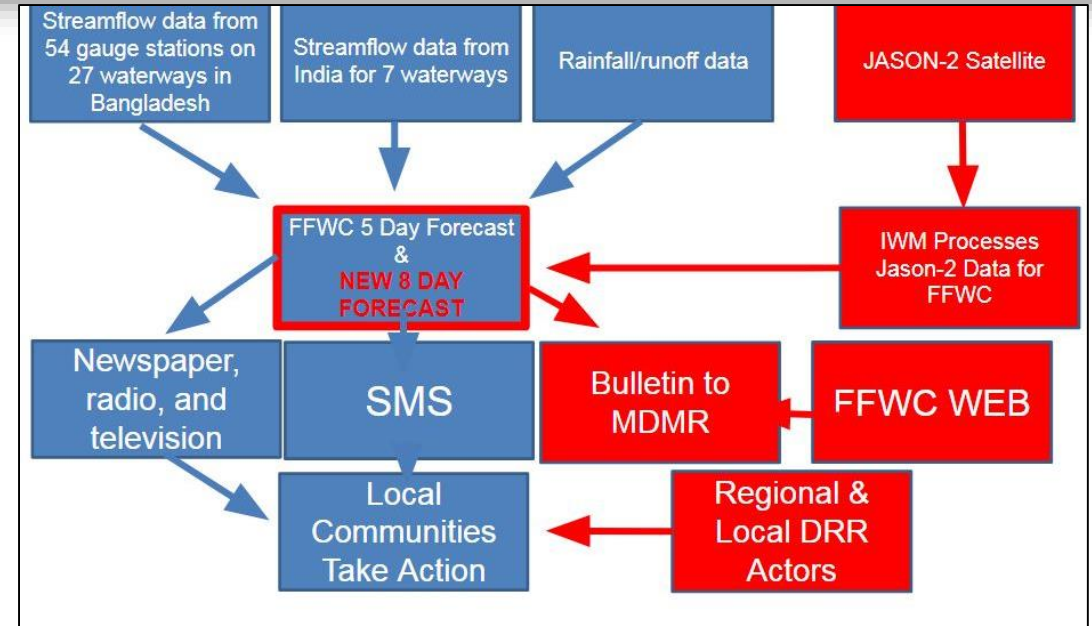 Streamflow data from
54 gauge stations on
27 waterways in
Bangladesh
Streamflow data from
India for 7 waterways
Rainfall/runoff data
JASON-2 Satellite
FFWC 5 Day Forecast
&
NEW 8 DAY
FORECAST
IWM Processes
Jason-2 Data for
FFWC
Newspaper,
radio, and
television
SMS
Bulletin to
MDMR
FFWC WEB
Local
Communities
Take Action
Regional &
Local DRR
Actors